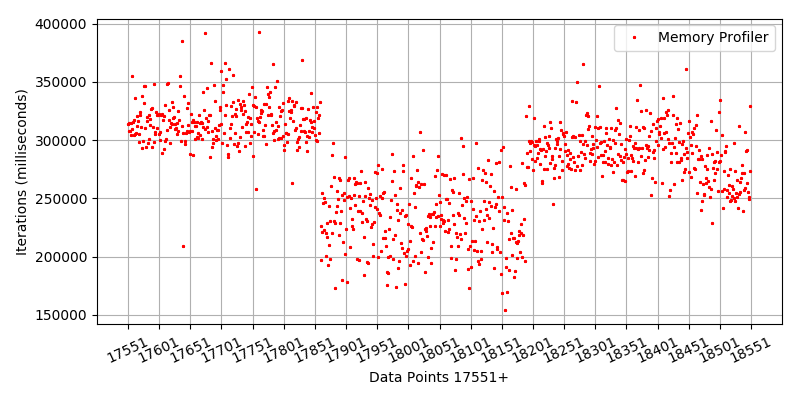 400000
350000
300000
250000
200000
150000
Iterations (milliseconds)
Memory Profiler
17551 17601 17651 17701 17751 17801 17851 17901 17951 18001 18051 18101 18151 18201 18251 18301 18351 18401 18451 18501 18551
Data Points 17551+